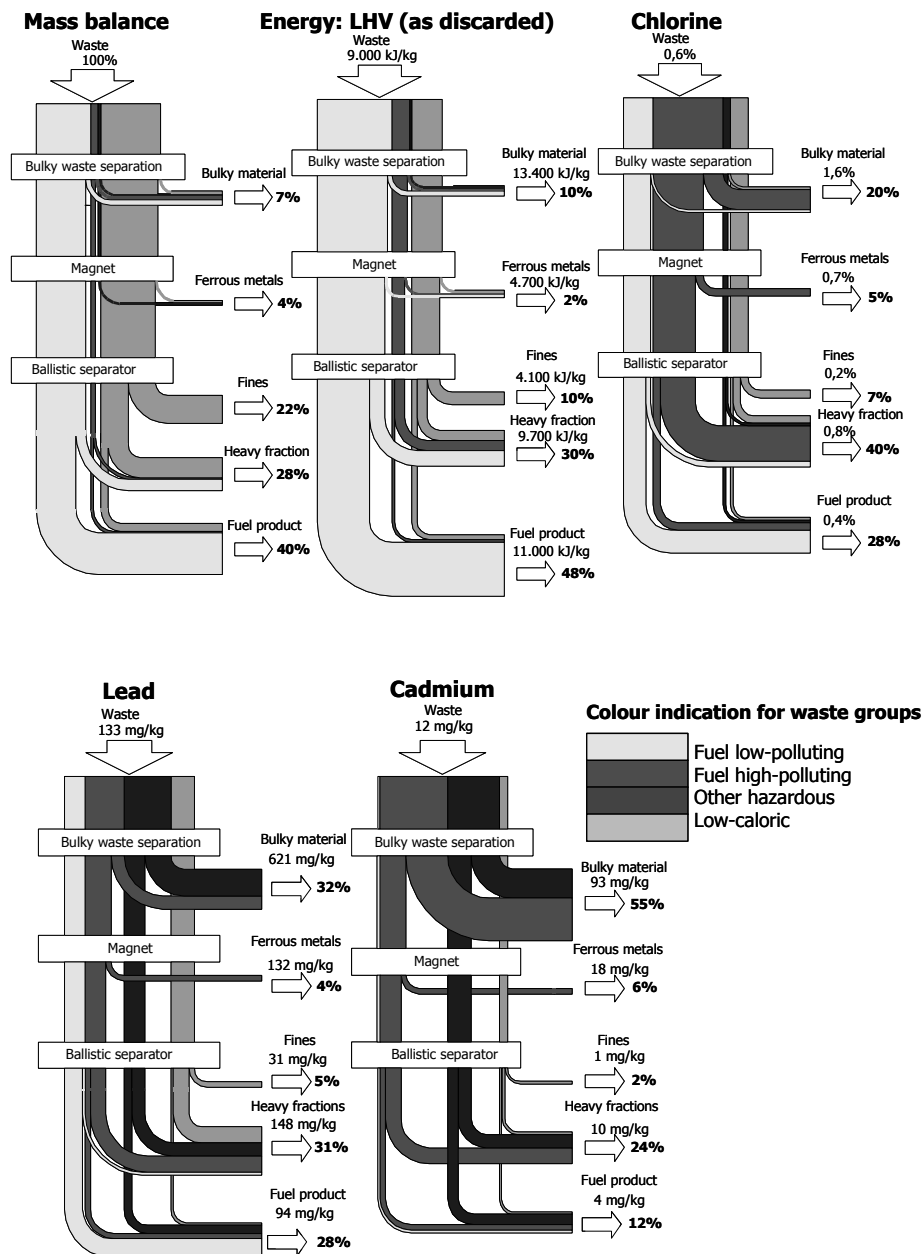 Mass balance
Waste
100%
Bulky waste separation
Bulky material
7%
Magnet
Ferrous metals
4%
Ballistic separator
Fines
22%
Heavy fraction
28%
Fuel product
40%
Energy: LHV (as discarded)
Waste
9.000 kJ/kg
Bulky waste separation
Bulky material
13.400 kJ/kg
10%
Magnet
Ferrous metals
4.700 kJ/kg
2%
Ballistic separator
Fines
4.100 kJ/kg
10%
Heavy fraction
9.700 kJ/kg
30%
Fuel product
11.000 kJ/kg
48%
Chlorine
Waste
0,6%
Bulky waste separation
Bulky material
1,6%
20%
Magnet
Ferrous metals
0,7%
5%
Ballistic separator
Fines
0,2%
7%
Heavy fraction
0,8%
40%
Fuel product
0,4%
28%
Lead
Waste
133 mg/kg
Bulky waste separation
Bulky material
621 mg/kg
32%
Magnet
Ferrous metals
132 mg/kg
4%
Ballistic separator
Fines
31 mg/kg
5%
Heavy fractions
148 mg/kg
31%
Fuel product
94 mg/kg
28%
Cadmium
Waste
12 mg/kg
Bulky waste separation
Bulky material
93 mg/kg
55%
Magnet
Ferrous metals
18 mg/kg
6%
Ballistic separator
Fines
1 mg/kg
2%
Heavy fractions
10 mg/kg
24%
Fuel product
4 mg/kg
12%
Colour indication for waste groups
Fuel low-polluting
Fuel high-polluting
Other hazardous
Low-caloric